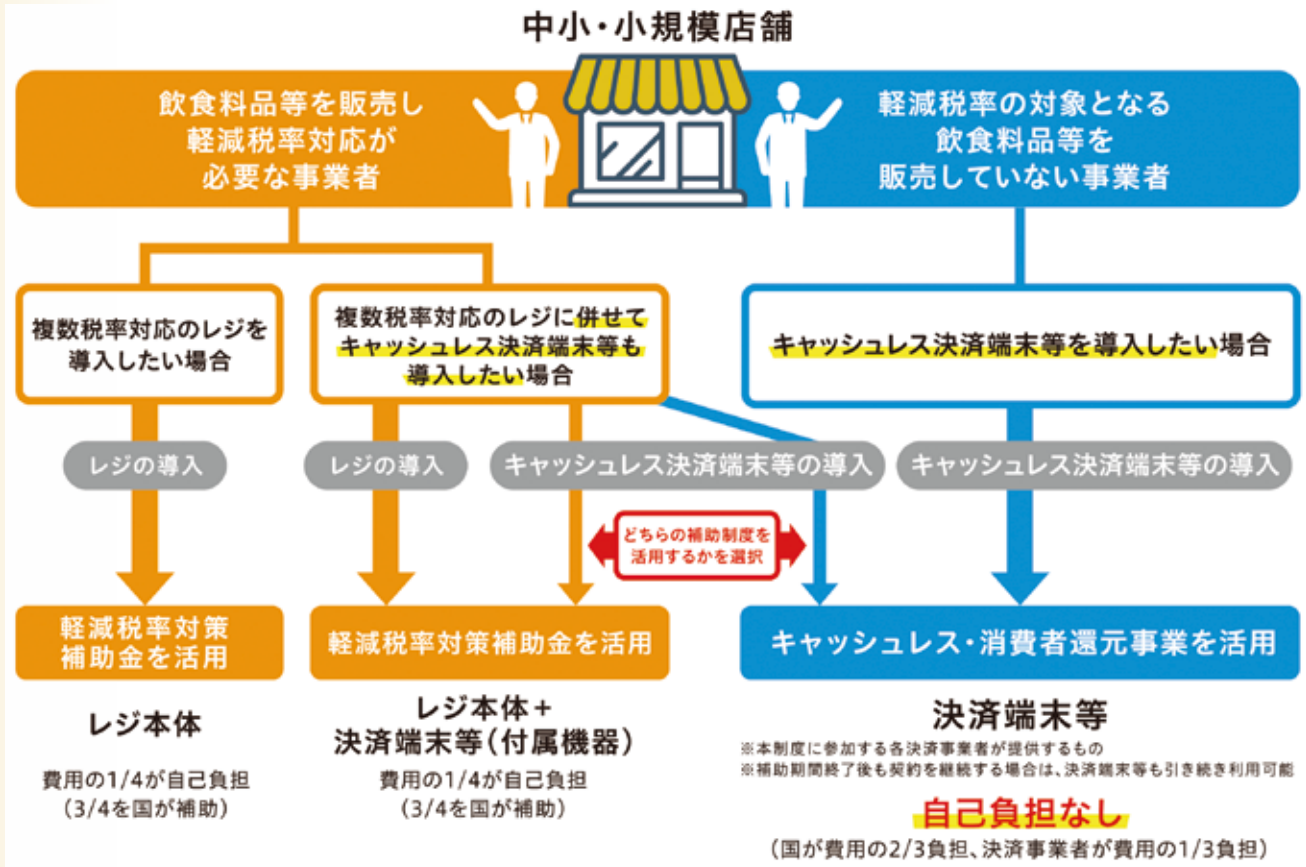 中小・小規模店舗
飲食料品等を販売し
軽減税率対応が
必要な事業者
軽減税率の対象となる
飲食料品等を
販売していない事業者
複数税率対応のレジを
導入したい場合
複数税率対応のレジに併せて
キャッシュレス決済端末等も
導入したい場合
キャッシュレス決済端末等を導入したい場合
レジの導入
レジの導入
キャッシュレス決済端末等の導入
キャッシュレス決済端末等の導入
どちらの補助制度を
活用するかを選択
軽減税率対策
補助金を活用
軽減税率対策補助金を活用
キャッシュレス・消費者還元事業を活用
レジ本体
費用の1/4が自己負担
(3/4を国が補助)
レジ本体+
決済端末等(付属機器)
費用の1/4が自己負担
(3/4を国が補助)
決済端末等
※本制度に参加する各決済事業者が提供するもの
※補助期間終了後も契約を継続する場合は、決済端末等も引き続き利用可能
自己負担なし
(国が費用の2/3負担、決済事業者が費用の1/3負担)